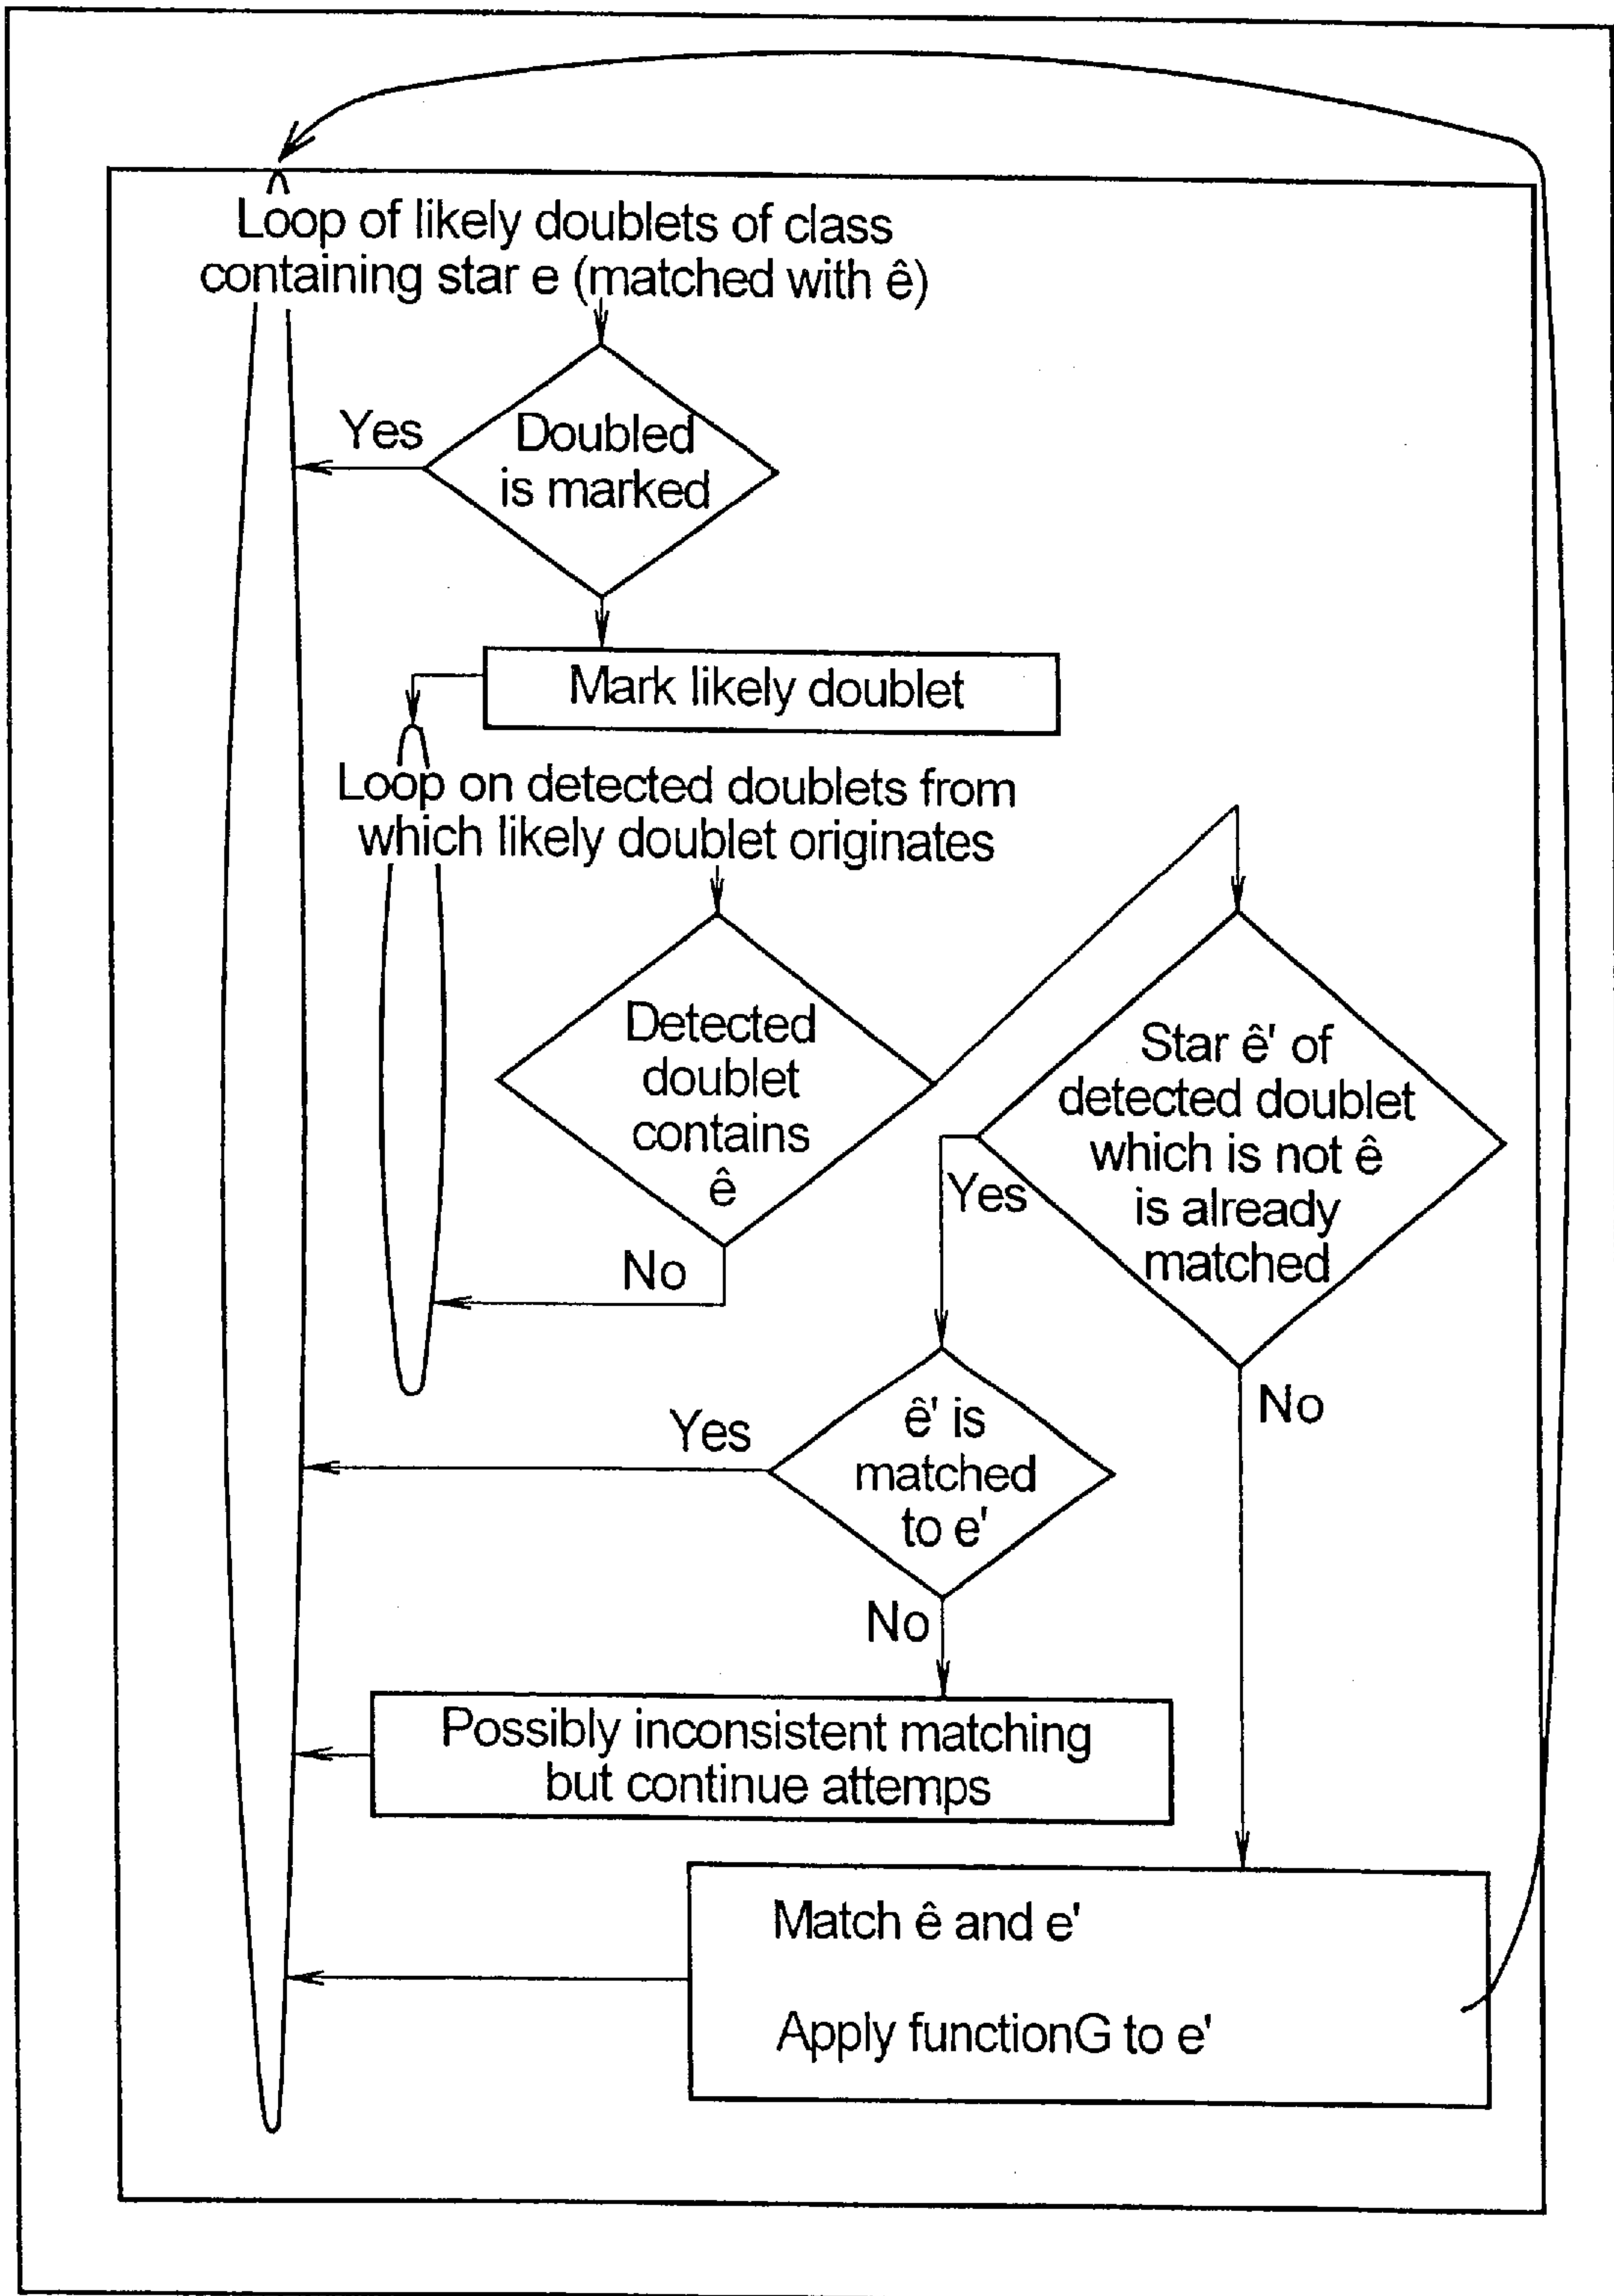 Loop of likely doublets of class
containing star e (matched with ê)
Yes
Doubled
is marked
Mark likely doublet
Loop on detected doublets from
which likely doublet originates
Detected
doublet
contains
ê
No
Star ê' of
detected doublet
which is not ê
is already
matched
Yes
No
ê' is
matched
to e'
Yes
No
Possibly inconsistent matching
but continue attemps
Match ê and e'
Apply functionG to e'